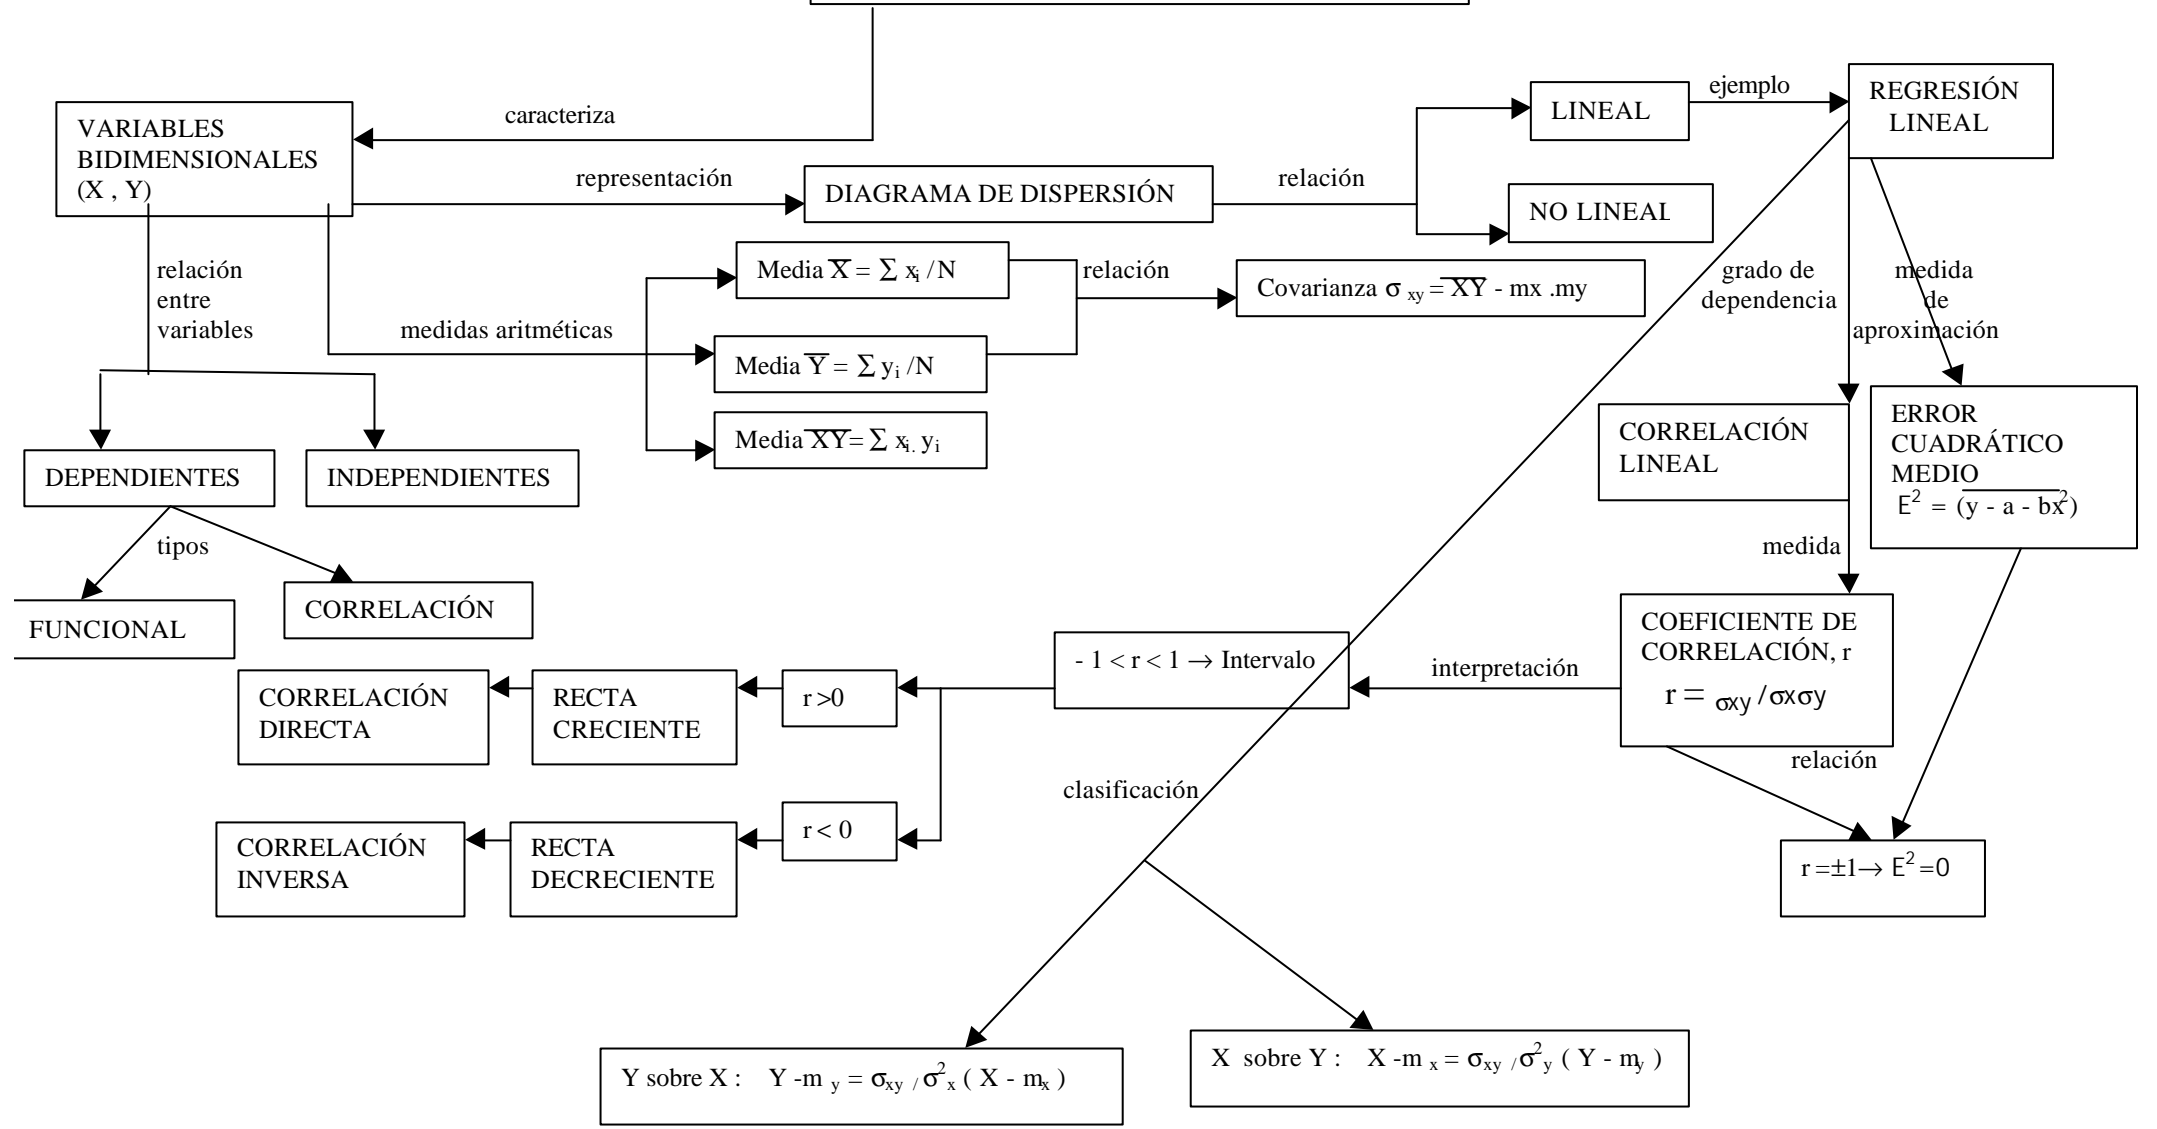 caracteriza
VARIABLES
BIDIMENSIONALES
(X , Y)
representación
DIAGRAMA DE DISPERSIÓN
relación
LINEAL
ejemplo
REGRESIÓN
LINEAL
NO LINEAL
relación
entre
variables
medidas aritméticas
Media X̅ = ∑ xᵢ /N
Media Y̅ = ∑ yᵢ /N
Media X̅Y̅= ∑ xᵢ. yᵢ
relación
Covarianza σ xy = X̅Y̅ - mx .my
grado de
dependencia
medida
de
aproximación
DEPENDIENTES
INDEPENDIENTES
tipos
FUNCIONAL
CORRELACIÓN
CORRELACIÓN
LINEAL
ERROR
CUADRÁTICO
MEDIO
E² = (y - a - bx²)
medida
COEFICIENTE DE
CORRELACIÓN, r
r = σxy /σxσy
interpretación
- 1 < r < 1 → Intervalo
r >0
RECTA
CRECIENTE
CORRELACIÓN
DIRECTA
r < 0
RECTA
DECRECIENTE
CORRELACIÓN
INVERSA
relación
r =±1→ E² =0
clasificación
Y sobre X : Y -m y = σxy / σ²x ( X - mx )
X sobre Y : X -m x = σxy / σ²y ( Y - my )